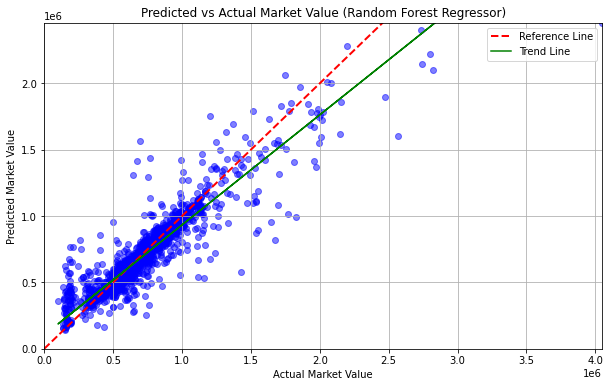 Predicted vs Actual Market Value (Random Forest Regressor)
1e6
Reference Line
Trend Line
2.0
1.5
1.0
0.5
0.0
Predicted Market Value
0.0 0.5 1.0 1.5 2.0 2.5 3.0 3.5 4.0
1e6
Actual Market Value